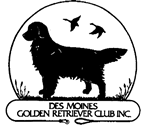 DES MOINES
GOLDEN RETRIEVER CLUB INC.